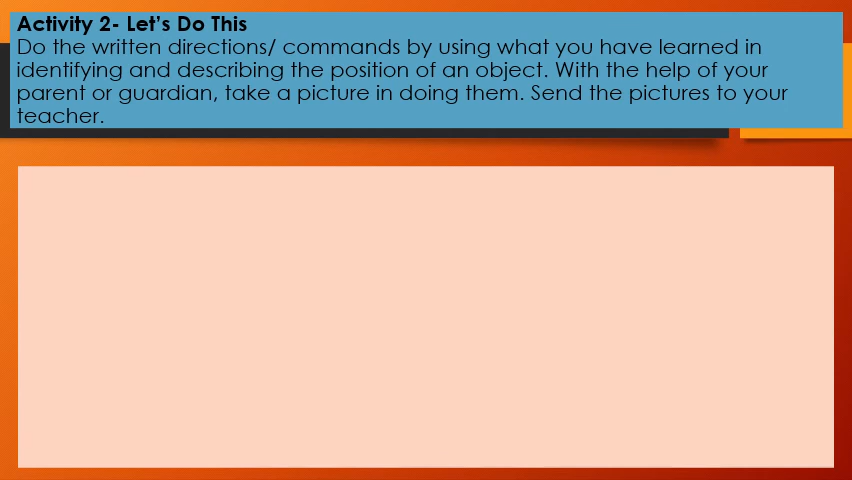 Activity 2- Let's Do This
Do the written directions/ commands by using what you have learned in
identifying and describing the position of an object. With the help of your
parent or guardian, take a picture in doing them. Send the pictures to your
teacher.